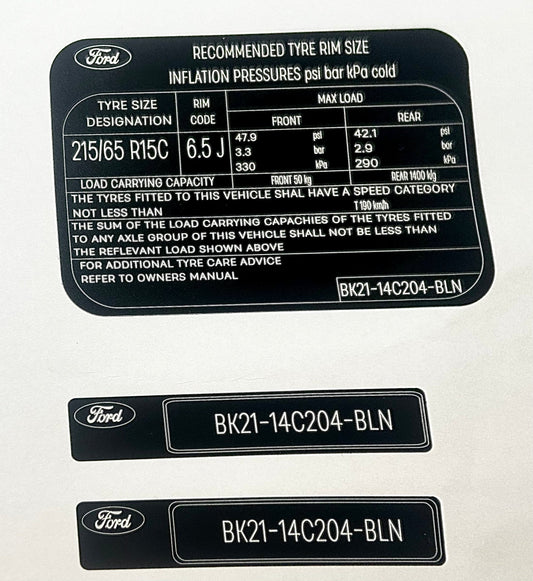 Ford
RECOMMENDED TYRE RIM SIZE
INFLATION PRESSURES psi bar kPa cold
TYRE SIZE DESIGNATION RIM CODE MAX LOAD
FRONT REAR
215/65 R15C 6.5 J 47.9 psi 42.1 psi
3.3 bar 2.9 bar
330 kPa 290 kPa
LOAD CARRYING CAPACITY FRONT 50 kg REAR 1400 klg
THE TYRES FITTED TO THIS VEHICLE SHAL HAVE A SPEED CATEGORY
NOT LESS THAN T 190 km/h
THE SUM OF THE LOAD CARRYING CAPACHIES OF THE TYRES FITTED
TO ANY AXLE GROUP OF THIS VEHICLE SHALL NOT BE LESS THAN
THE REFLEVANT LOAD SHOWN ABOVE
FOR ADDITIONAL TYRE CARE ADVICE
REFER TO OWNERS MANUAL
BK21-14C204-BLN
Ford BK21-14C204-BLN
Ford BK21-14C204-BLN